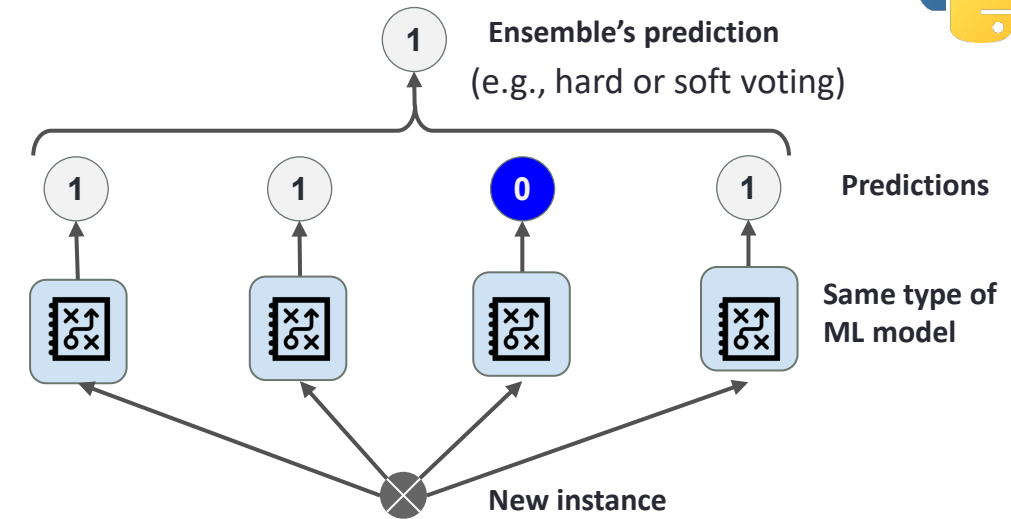 1 Ensemble’s prediction
(e.g., hard or soft voting)
1 1 0 1 Predictions
Same type of
ML model
New instance